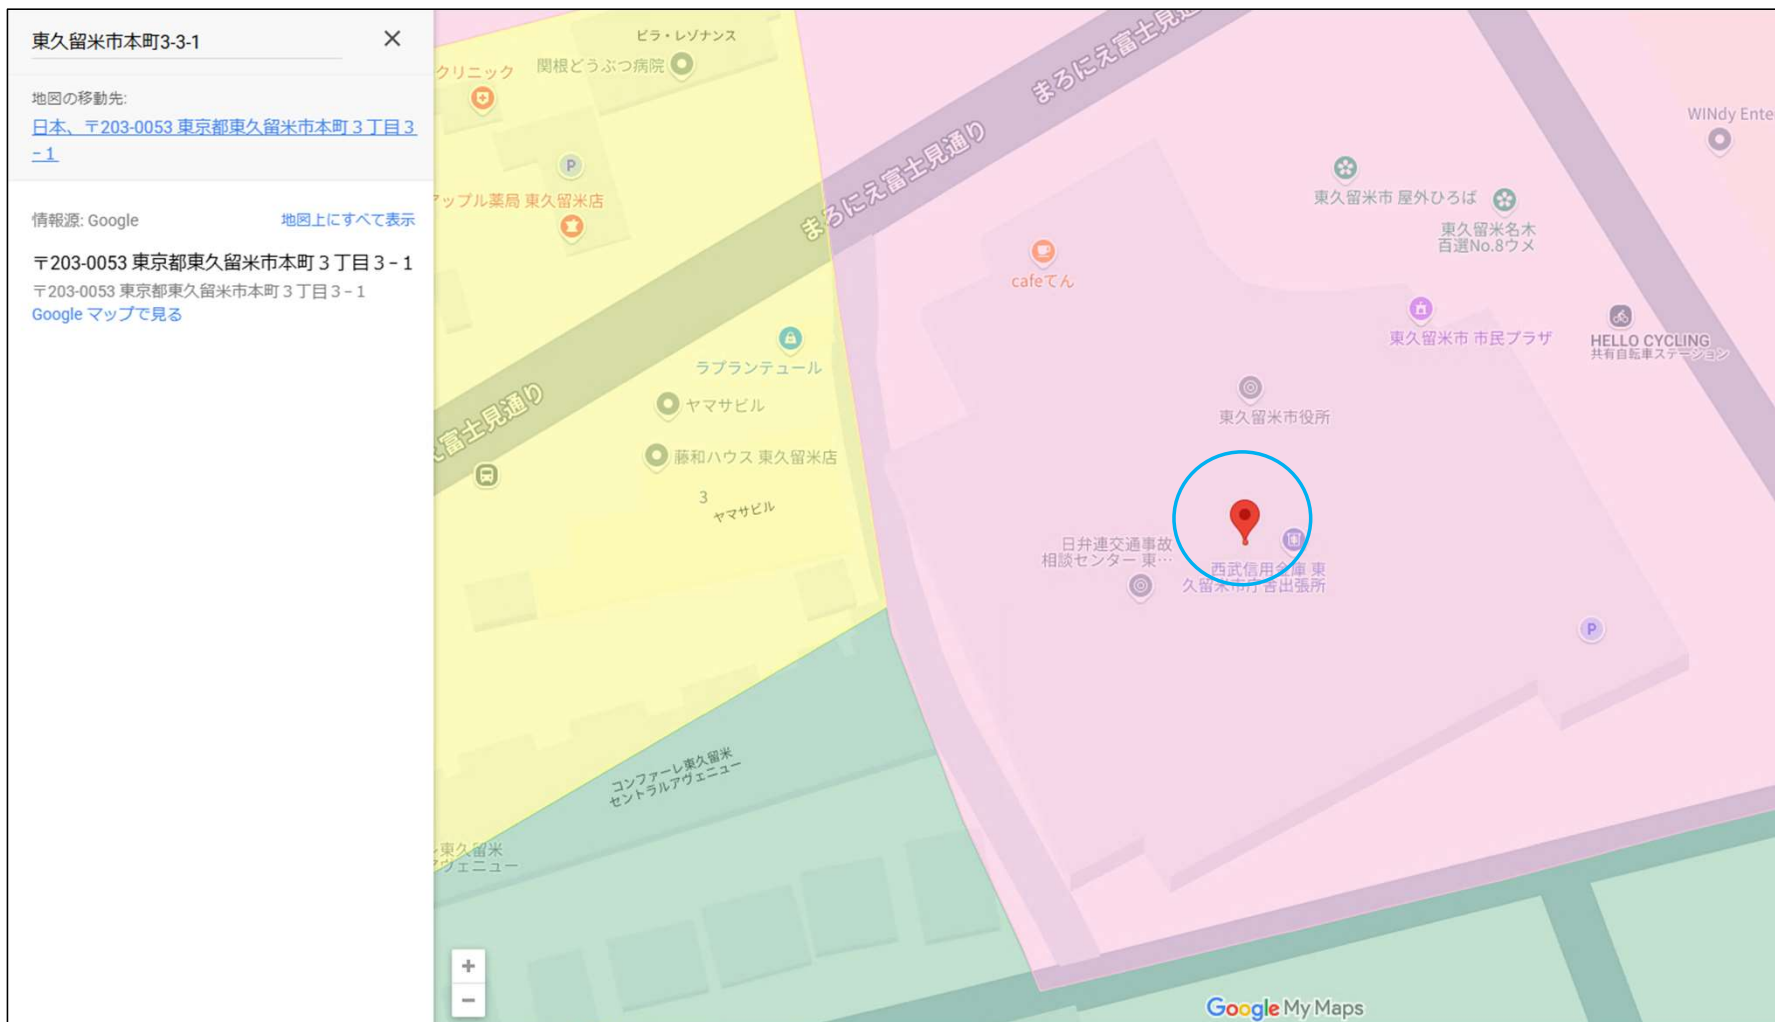 東久留米市本町3-3-1
地図の移動先:
日本、〒203-0053 東京都東久留米市本町３丁目３
−１
情報源: Google
地図上にすべて表示
〒203-0053 東京都東久留米市本町３丁目３−１
〒203-0053 東京都東久留米市本町３丁目３−１
Google マップで見る
ビラ・レゾナンス
関根どうぶつ病院
クリニック
P
アップル薬局 東久留米店
まろにえ富士見通り
まろにえ富士見通り
え富士見通り
WINdy Ente
東久留米市 屋外ひろば
東久留米名木
百選No.8ウメ
cafeてん
東久留米市 市民プラザ
HELLO CYCLING
共有自転車ステーション
ラプランテュール
ヤマサビル
東久留米市役所
藤和ハウス 東久留米店
3
ヤマサビル
日弁連交通事故
相談センター 東…
西武信用金庫 東
久留米市庁舎出張所
P
コンファーレ東久留米
セントラルアヴェニュー
東久留米
アヴェニュー
+
−
Google My Maps